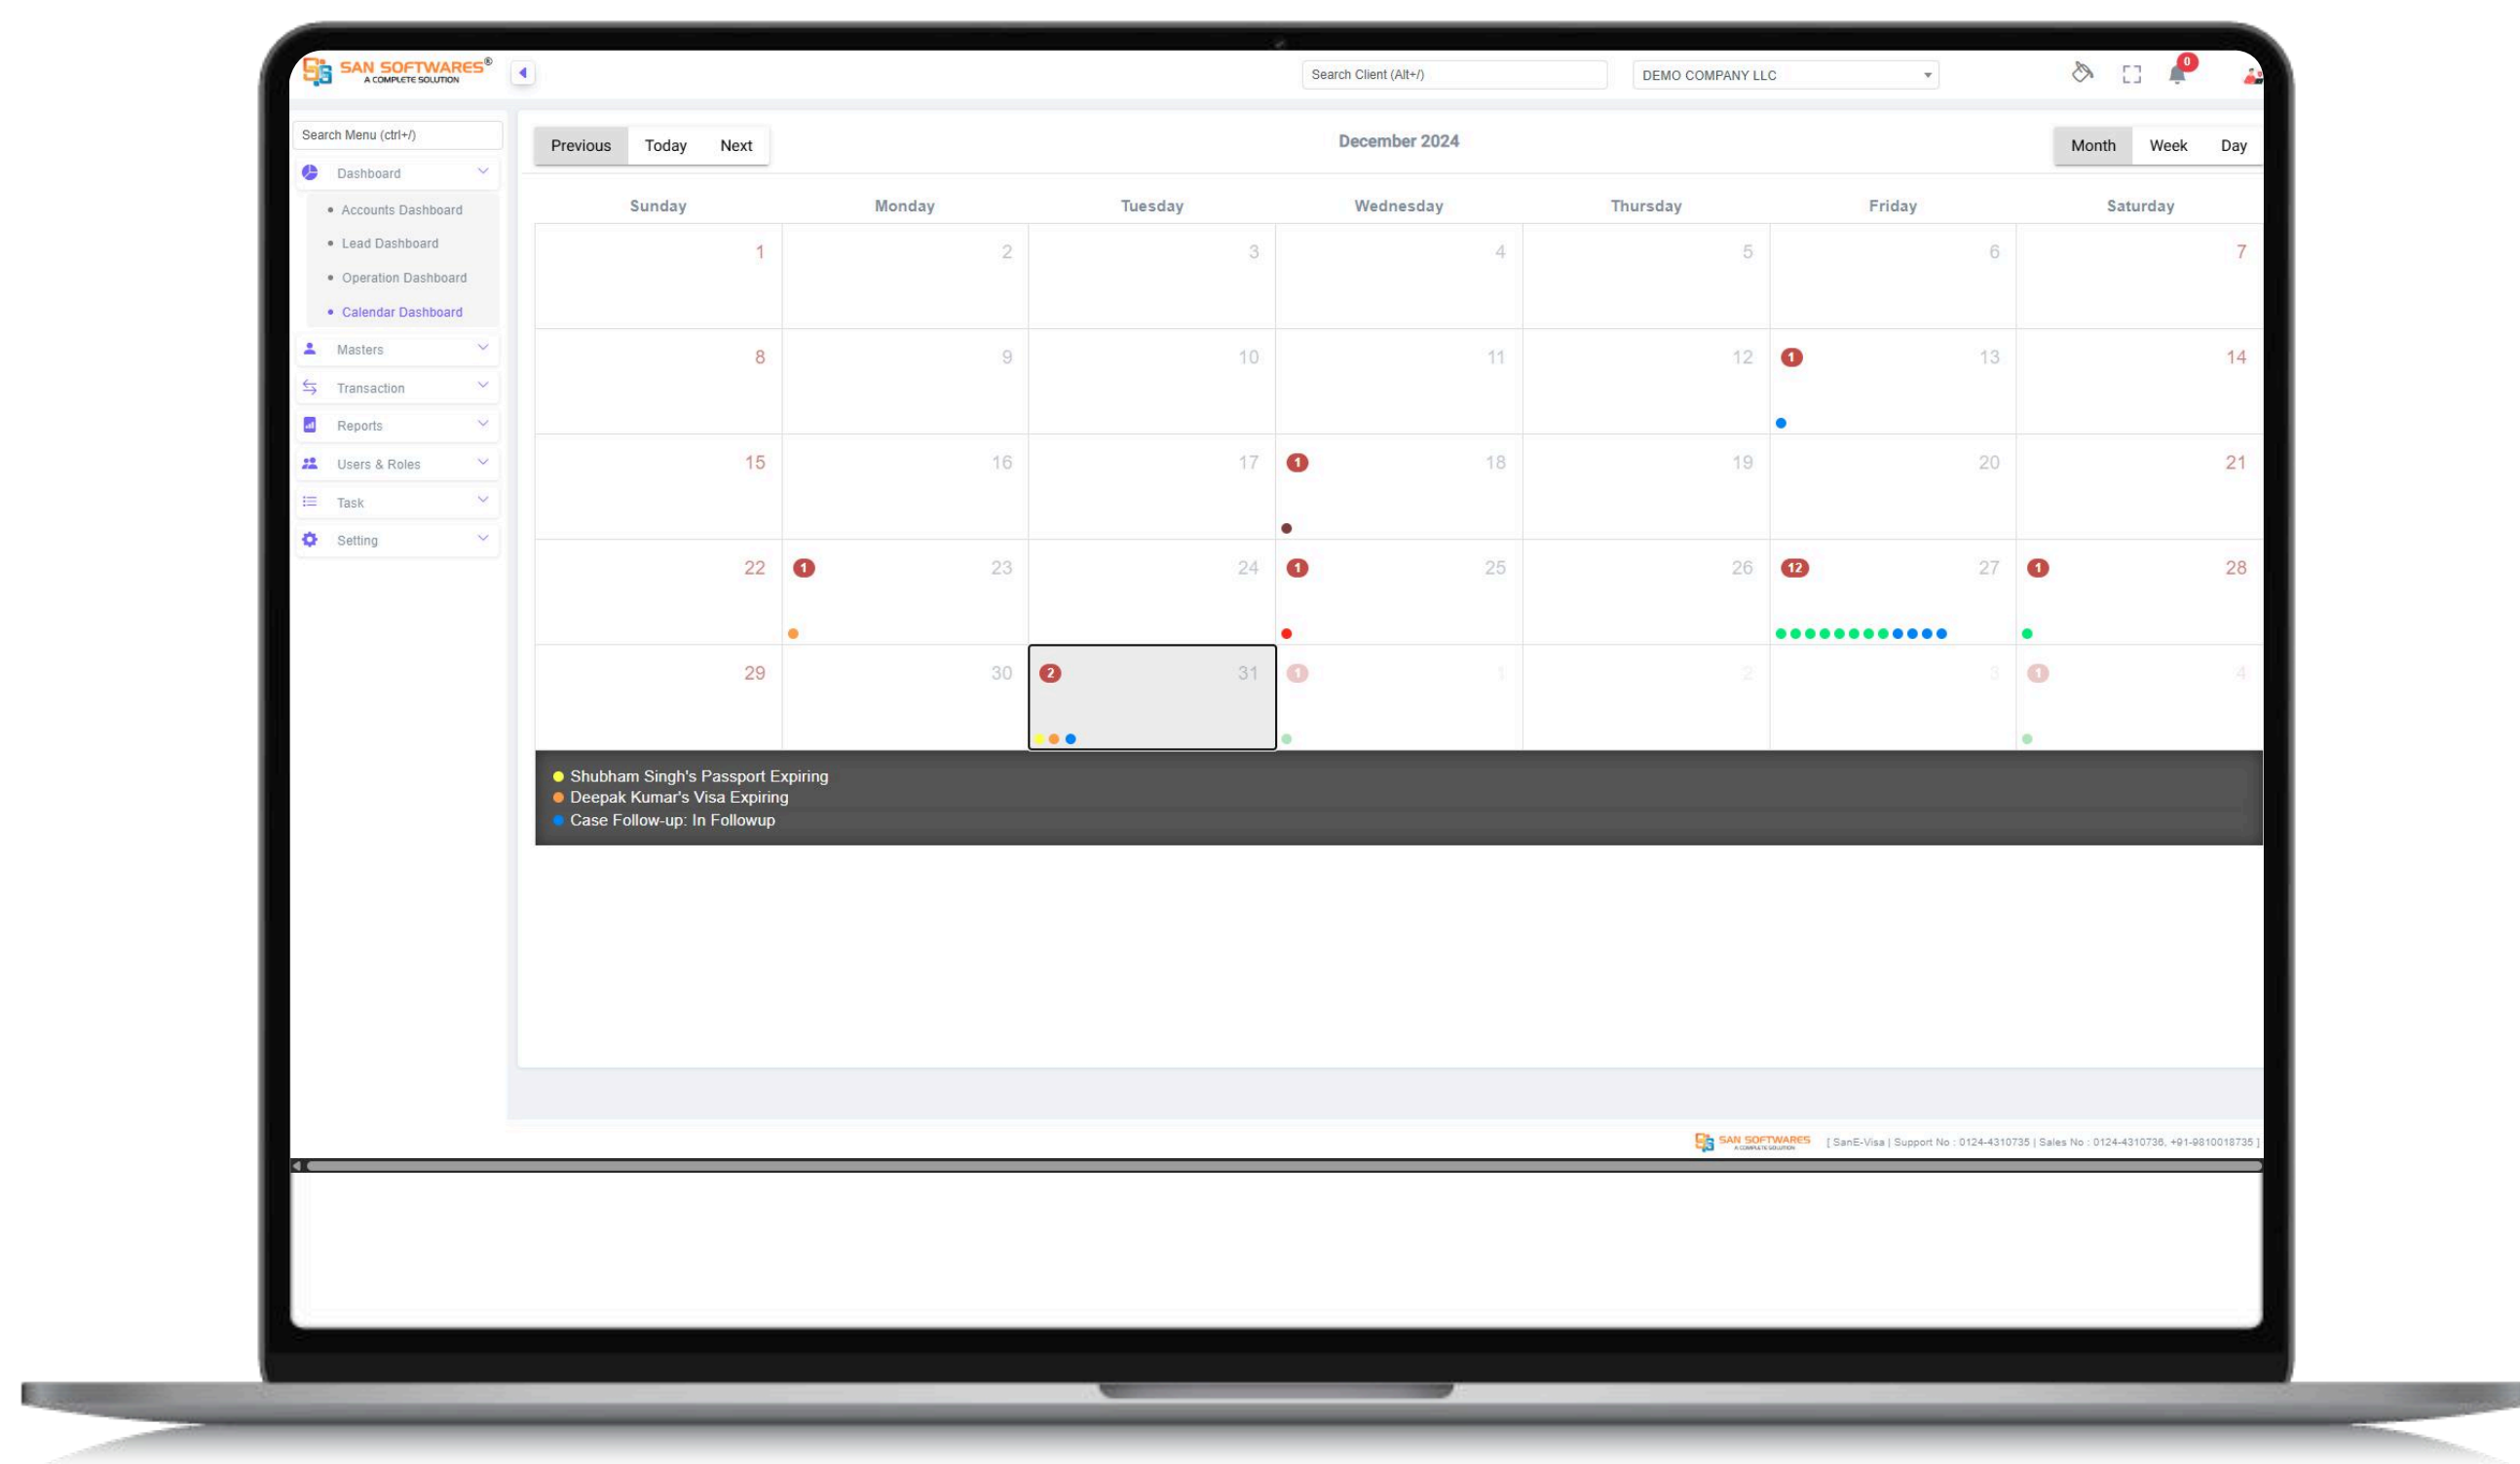 SAN SOFTWARES®
A COMPLETE SOLUTION
Search Client (Alt+/)
DEMO COMPANY LLC
0
Search Menu (ctrl+/)
Dashboard
Accounts Dashboard
Lead Dashboard
Operation Dashboard
Calendar Dashboard
Masters
Transaction
Reports
Users & Roles
Task
Setting
Previous Today Next
December 2024
Month Week Day
Sunday Monday Tuesday Wednesday Thursday Friday Saturday
1 2 3 4 5 6 7
8 9 10 11 12 1 13 14
15 16 17 1 18 19 20 21
22 1 23 24 1 25 26 12 27 1 28
29 30 2 31 1 1 2 3 1 4
Shubham Singh's Passport Expiring
Deepak Kumar's Visa Expiring
Case Follow-up: In Followup
SAN SOFTWARES
A COMPLETE SOLUTION
[ SanE-Visa | Support No : 0124-4310735 | Sales No : 0124-4310736, +91-9810018735 ]